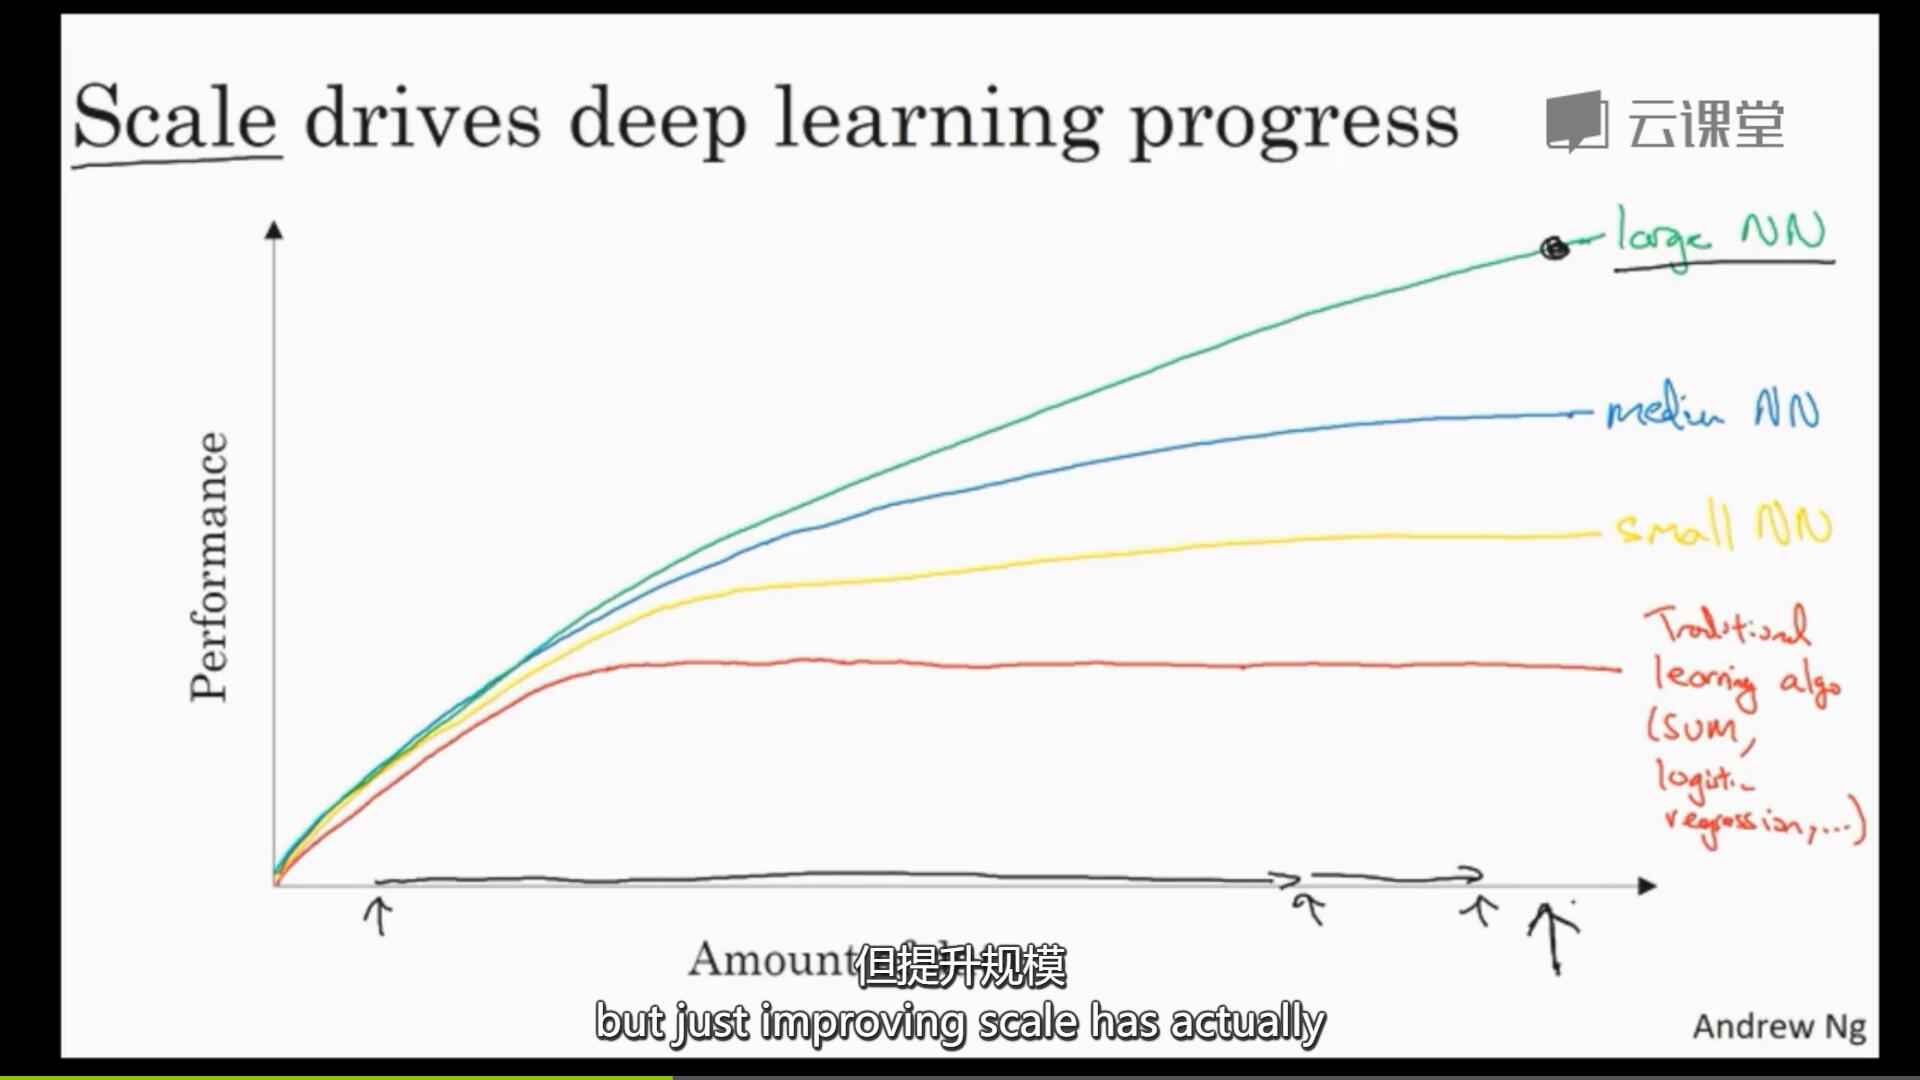 Scale drives deep learning progress
云课堂
large NN
medium NN
small NN
Traditional
learning algo
(SVM,
logistic
regression,...)
Performance
Amount
但提升规模
but just improving scale has actually
Andrew Ng